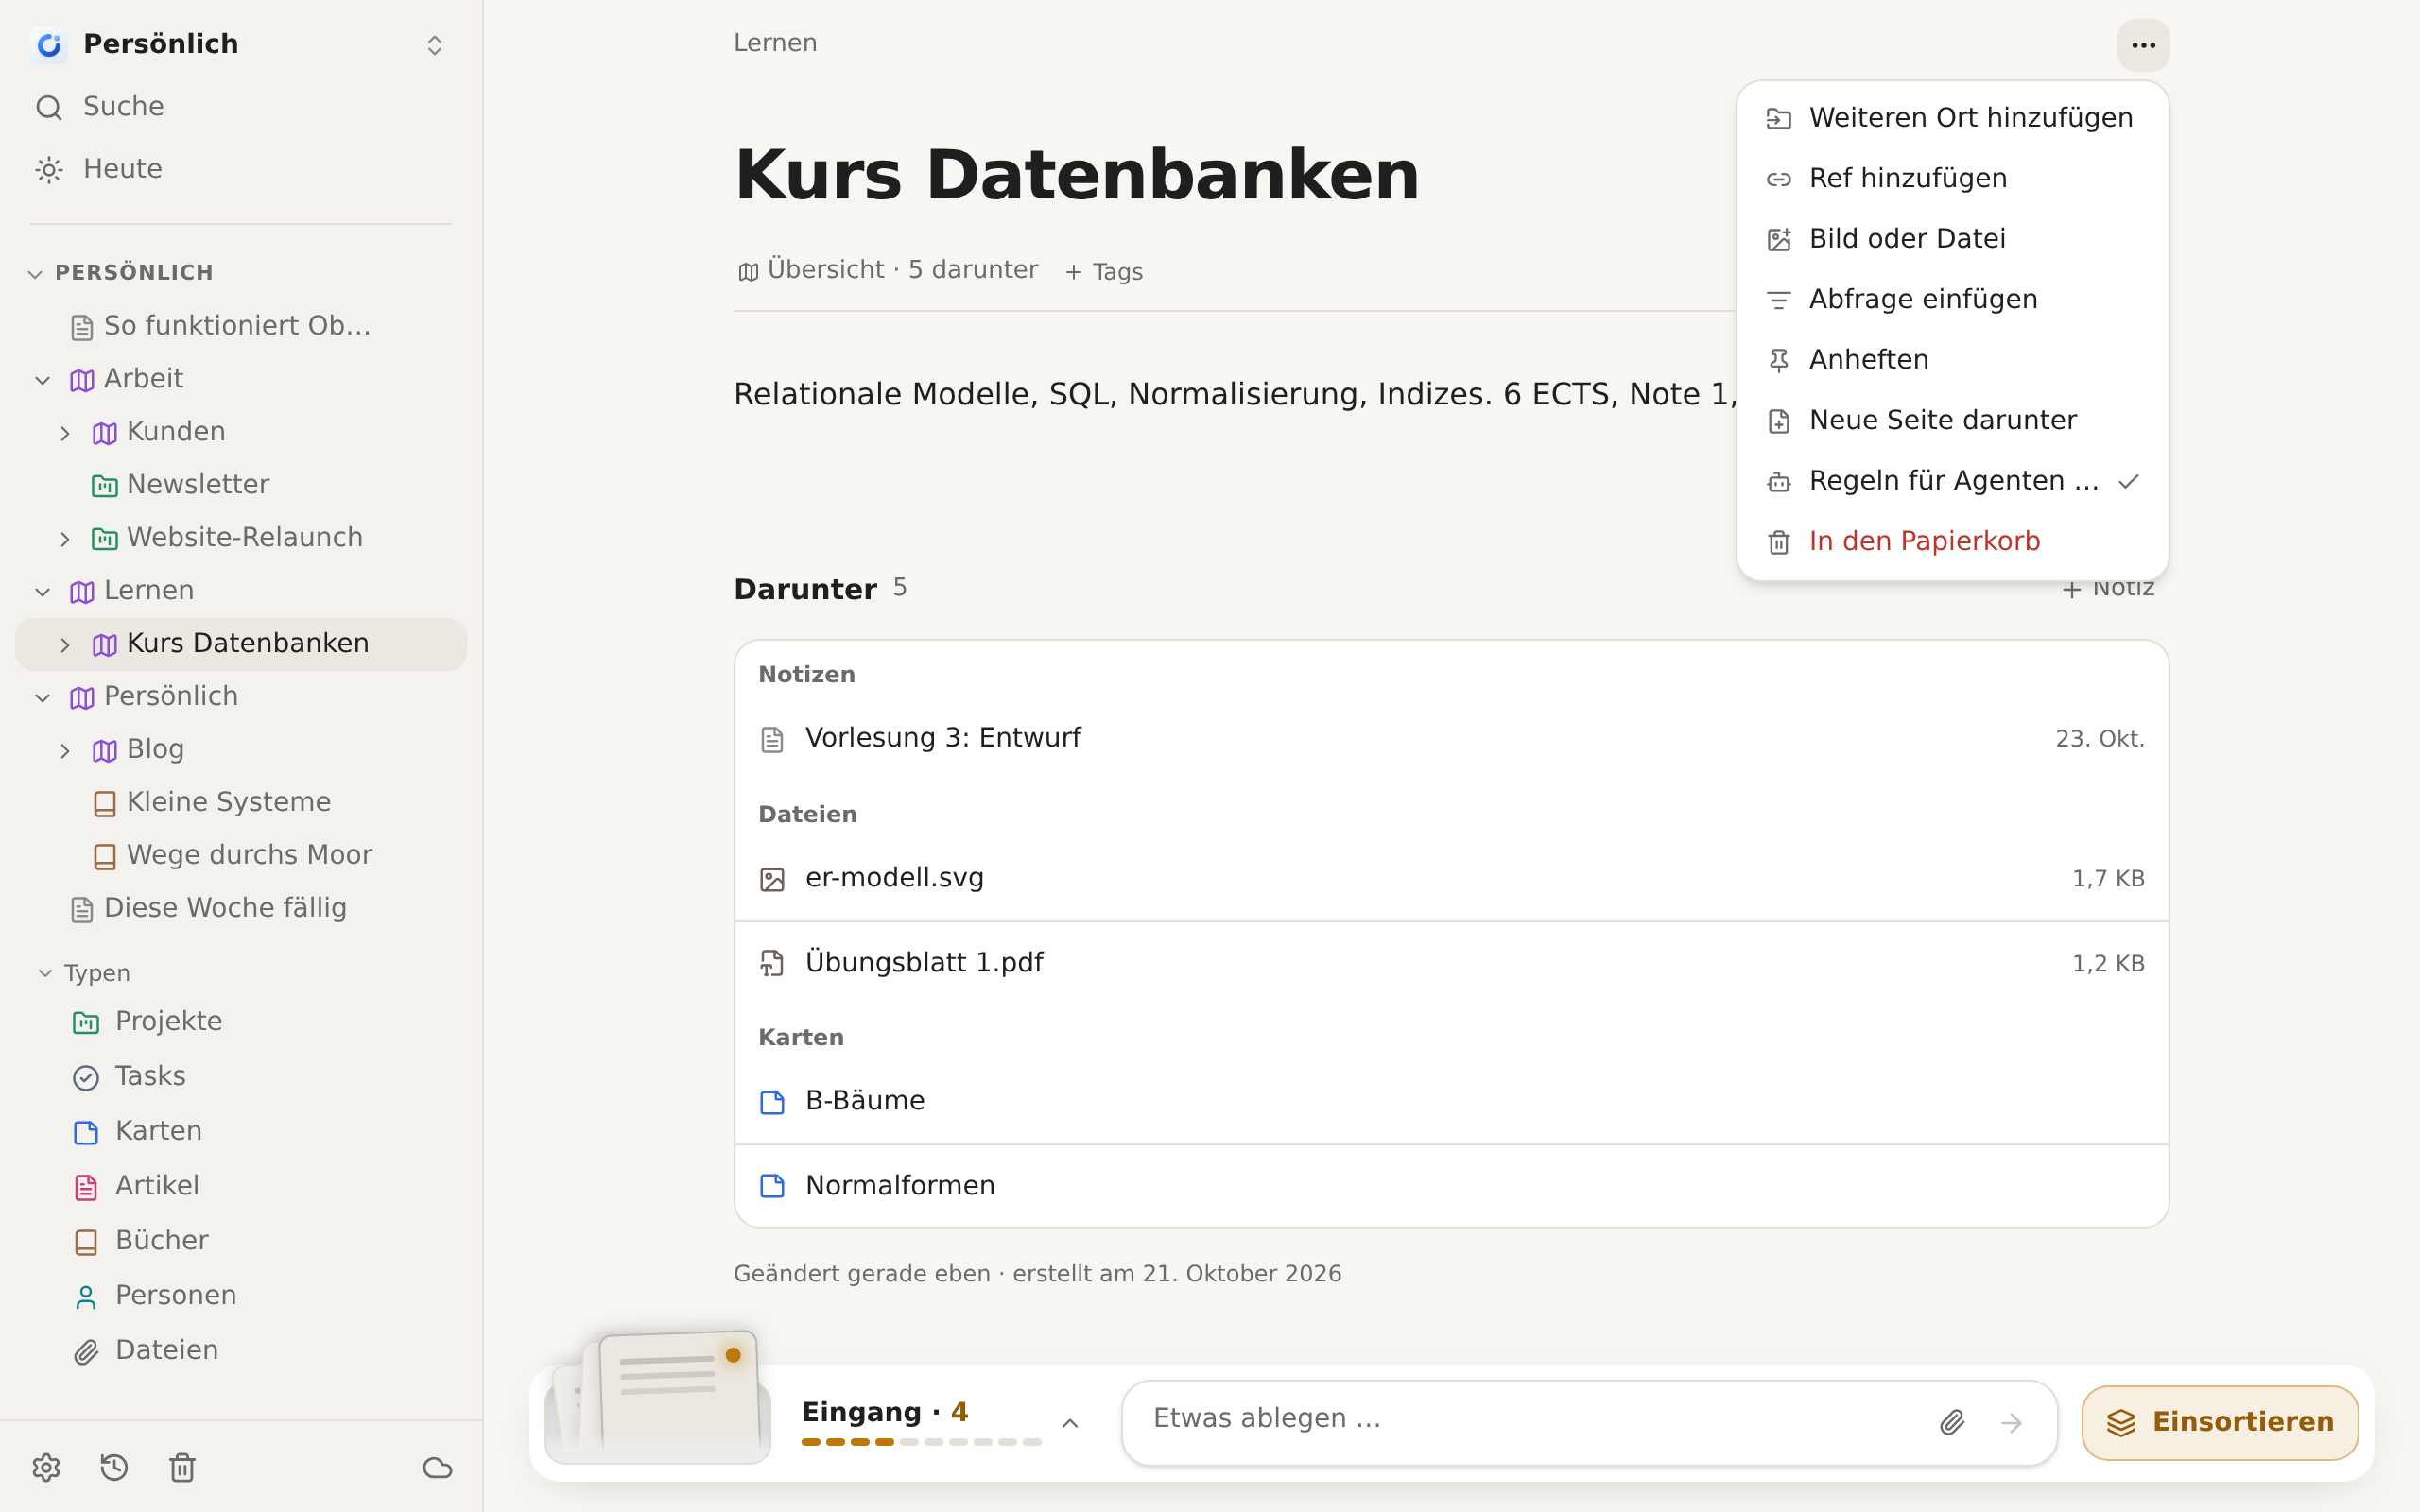 Persönlich
Suche
Heute
PERSÖNLICH
So funktioniert Ob...
Arbeit
Kunden
Newsletter
Website-Relaunch
Lernen
Kurs Datenbanken
Persönlich
Blog
Kleine Systeme
Wege durchs Moor
Diese Woche fällig
Typen
Projekte
Tasks
Karten
Artikel
Bücher
Personen
Dateien
Lernen
Kurs Datenbanken
Übersicht · 5 darunter + Tags
Relationale Modelle, SQL, Normalisierung, Indizes. 6 ECTS, Note 1,
Weiteren Ort hinzufügen
Ref hinzufügen
Bild oder Datei
Abfrage einfügen
Anheften
Neue Seite darunter
Regeln für Agenten ...
In den Papierkorb
Darunter 5 + Notiz
Notizen
Vorlesung 3: Entwurf 23. Okt.
Dateien
er-modell.svg 1,7 KB
Übungsblatt 1.pdf 1,2 KB
Karten
B-Bäume
Normalformen
Geändert gerade eben · erstellt am 21. Oktober 2026
Eingang · 4
Etwas ablegen ...
Einsortieren